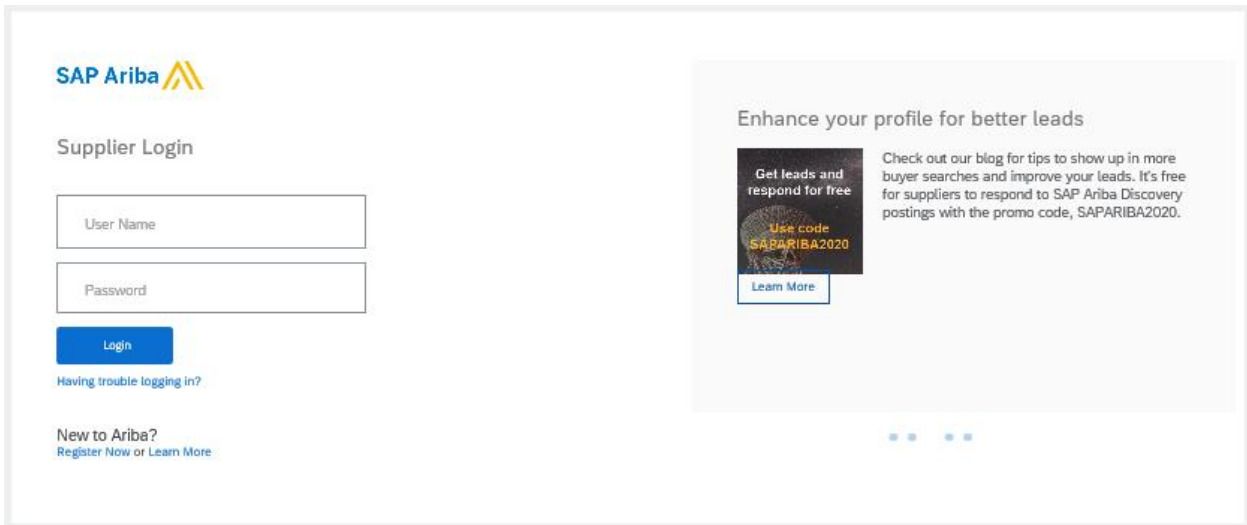 SAP Ariba
Supplier Login
User Name
Password
Login
Having trouble logging in?
New to Ariba?
Register Now or Learn More
Enhance your profile for better leads
Get leads and
respond for free
Use code
SAPARIBA2020
Learn More
Check out our blog for tips to show up in more
buyer searches and improve your leads. It's free
for suppliers to respond to SAP Ariba Discovery
postings with the promo code, SAPARIBA2020.